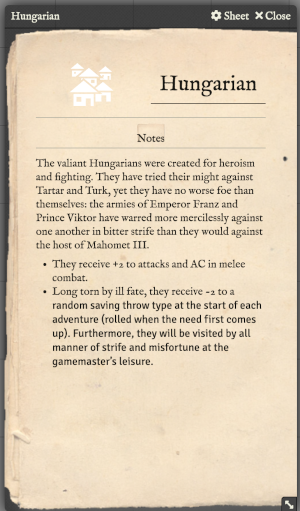 Hungarian Sheet Close
Hungarian
Notes
The valiant Hungarians were created for heroism
and fighting. They have tried their might against
Tartar and Turk, yet they have no worse foe than
themselves: the armies of Emperor Franz and
Prince Viktor have warred more mercilessly against
one another in bitter strife than they would against
the host of Mahomet III.
• They receive +2 to attacks and AC in melee
combat.
• Long torn by ill fate, they receive -2 to a
random saving throw type at the start of each
adventure (rolled when the need first comes
up). Furthermore, they will be visited by all
manner of strife and misfortune at the
gamemaster's leisure.